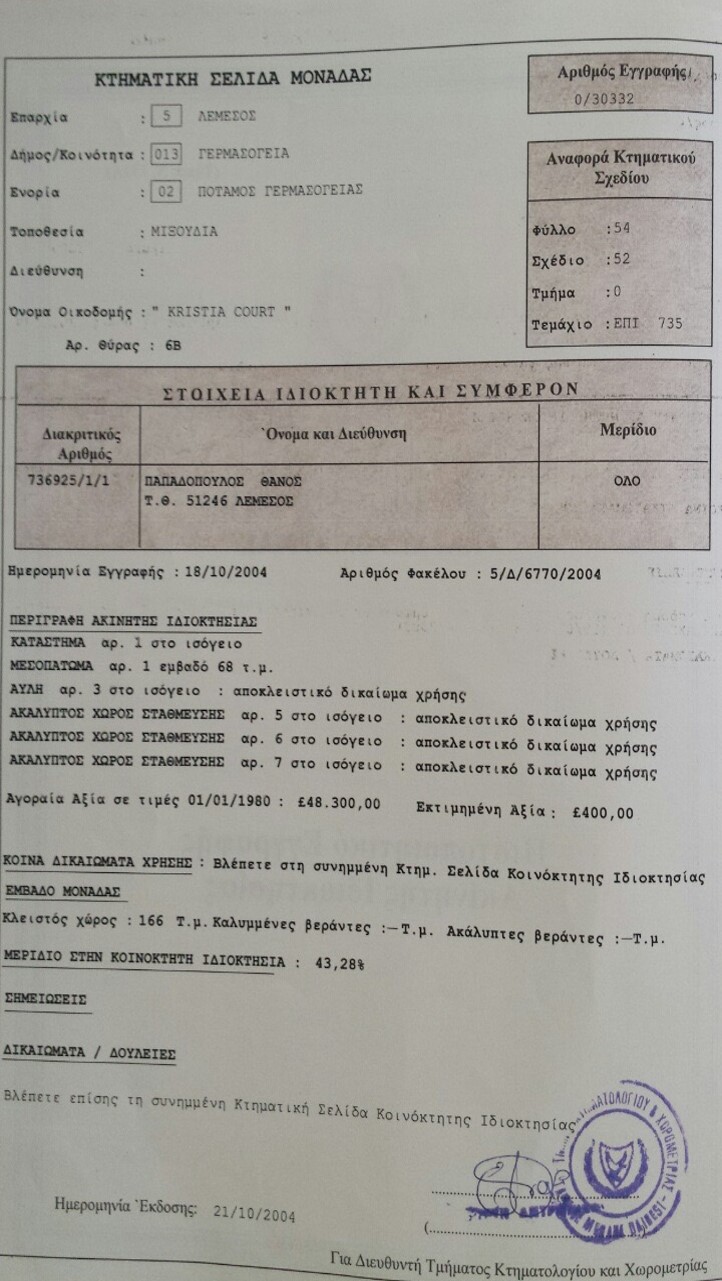 ΚΤΗΜΑΤΙΚΗ ΣΕΛΙΔΑ ΜΟΝΑΔΑΣ
Αριθμός Εγγραφής
0/30332
Επαρχία : 5 ΛΕΜΕΣΟΣ
Δήμος/Κοινότητα : 013 ΓΕΡΜΑΣΟΓΕΙΑ
Ενορία : 02 ΠΟΤΑΜΟΣ ΓΕΡΜΑΣΟΓΕΙΑΣ
Τοποθεσία : ΜΙΞΟΥΔΙΑ
Διεύθυνση :
Όνομα Οικοδομής : " KRISTIA COURT "
Αρ. Θύρας : 6B
Αναφορά Κτηματικού
Σχεδίου
Φύλλο :54
Σχέδιο :52
Τμήμα :0
Τεμάχιο :ΕΠΙ 735
ΣΤΟΙΧΕΙΑ ΙΔΙΟΚΤΗΤΗ ΚΑΙ ΣΥΜΦΕΡΟΝ
Διακριτικός Αριθμός
Όνομα και Διεύθυνση
Μερίδιο
736925/1/1 ΠΑΠΑΔΟΠΟΥΛΟΣ ΘΑΝΟΣ ΟΛΟ
Τ.Θ. 51246 ΛΕΜΕΣΟΣ
Ημερομηνία Εγγραφής : 18/10/2004 Αριθμός Φακέλου : 5/Δ/6770/2004
ΠΕΡΙΓΡΑΦΗ ΑΚΙΝΗΤΗΣ ΙΔΙΟΚΤΗΣΙΑΣ
ΚΑΤΑΣΤΗΜΑ αρ. 1 στο ισόγειο
ΜΕΣΟΠΑΤΩΜΑ αρ. 1 εμβαδό 68 τ.μ.
ΑΥΛΗ αρ. 3 στο ισόγειο : αποκλειστικό δικαίωμα χρήσης
ΑΚΑΛΥΠΤΟΣ ΧΩΡΟΣ ΣΤΑΘΜΕΥΣΗΣ αρ. 5 στο ισόγειο : αποκλειστικό δικαίωμα χρήσης
ΑΚΑΛΥΠΤΟΣ ΧΩΡΟΣ ΣΤΑΘΜΕΥΣΗΣ αρ. 6 στο ισόγειο : αποκλειστικό δικαίωμα χρήσης
ΑΚΑΛΥΠΤΟΣ ΧΩΡΟΣ ΣΤΑΘΜΕΥΣΗΣ αρ. 7 στο ισόγειο : αποκλειστικό δικαίωμα χρήσης
Αγοραία Αξία σε τιμές 01/01/1980 : £48.300,00 Εκτιμημένη Αξία : £400,00
ΚΟΙΝΑ ΔΙΚΑΙΩΜΑΤΑ ΧΡΗΣΗΣ : Βλέπετε στη συνημμένη Κτημ. Σελίδα Κοινόκτητης Ιδιοκτησίας
ΕΜΒΑΔΟ ΜΟΝΑΔΑΣ
Κλειστός χώρος : 166 Τ.μ. Καλυμμένες βεράντες :—Τ.μ. Ακάλυπτες βεράντες :—Τ.μ.
ΜΕΡΙΔΙΟ ΣΤΗΝ ΚΟΙΝΟΚΤΗΤΗ ΙΔΙΟΚΤΗΣΙΑ : 43,28%
ΣΗΜΕΙΩΣΕΙΣ
ΔΙΚΑΙΩΜΑΤΑ / ΔΟΥΛΕΙΕΣ
Βλέπετε επίσης τη συνημμένη Κτηματική Σελίδα Κοινόκτητης Ιδιοκτησίας
Ημερομηνία Έκδοσης: 21/10/2004
Για Διευθυντή Τμήματος Κτηματολογίου και Χωρομετρίας